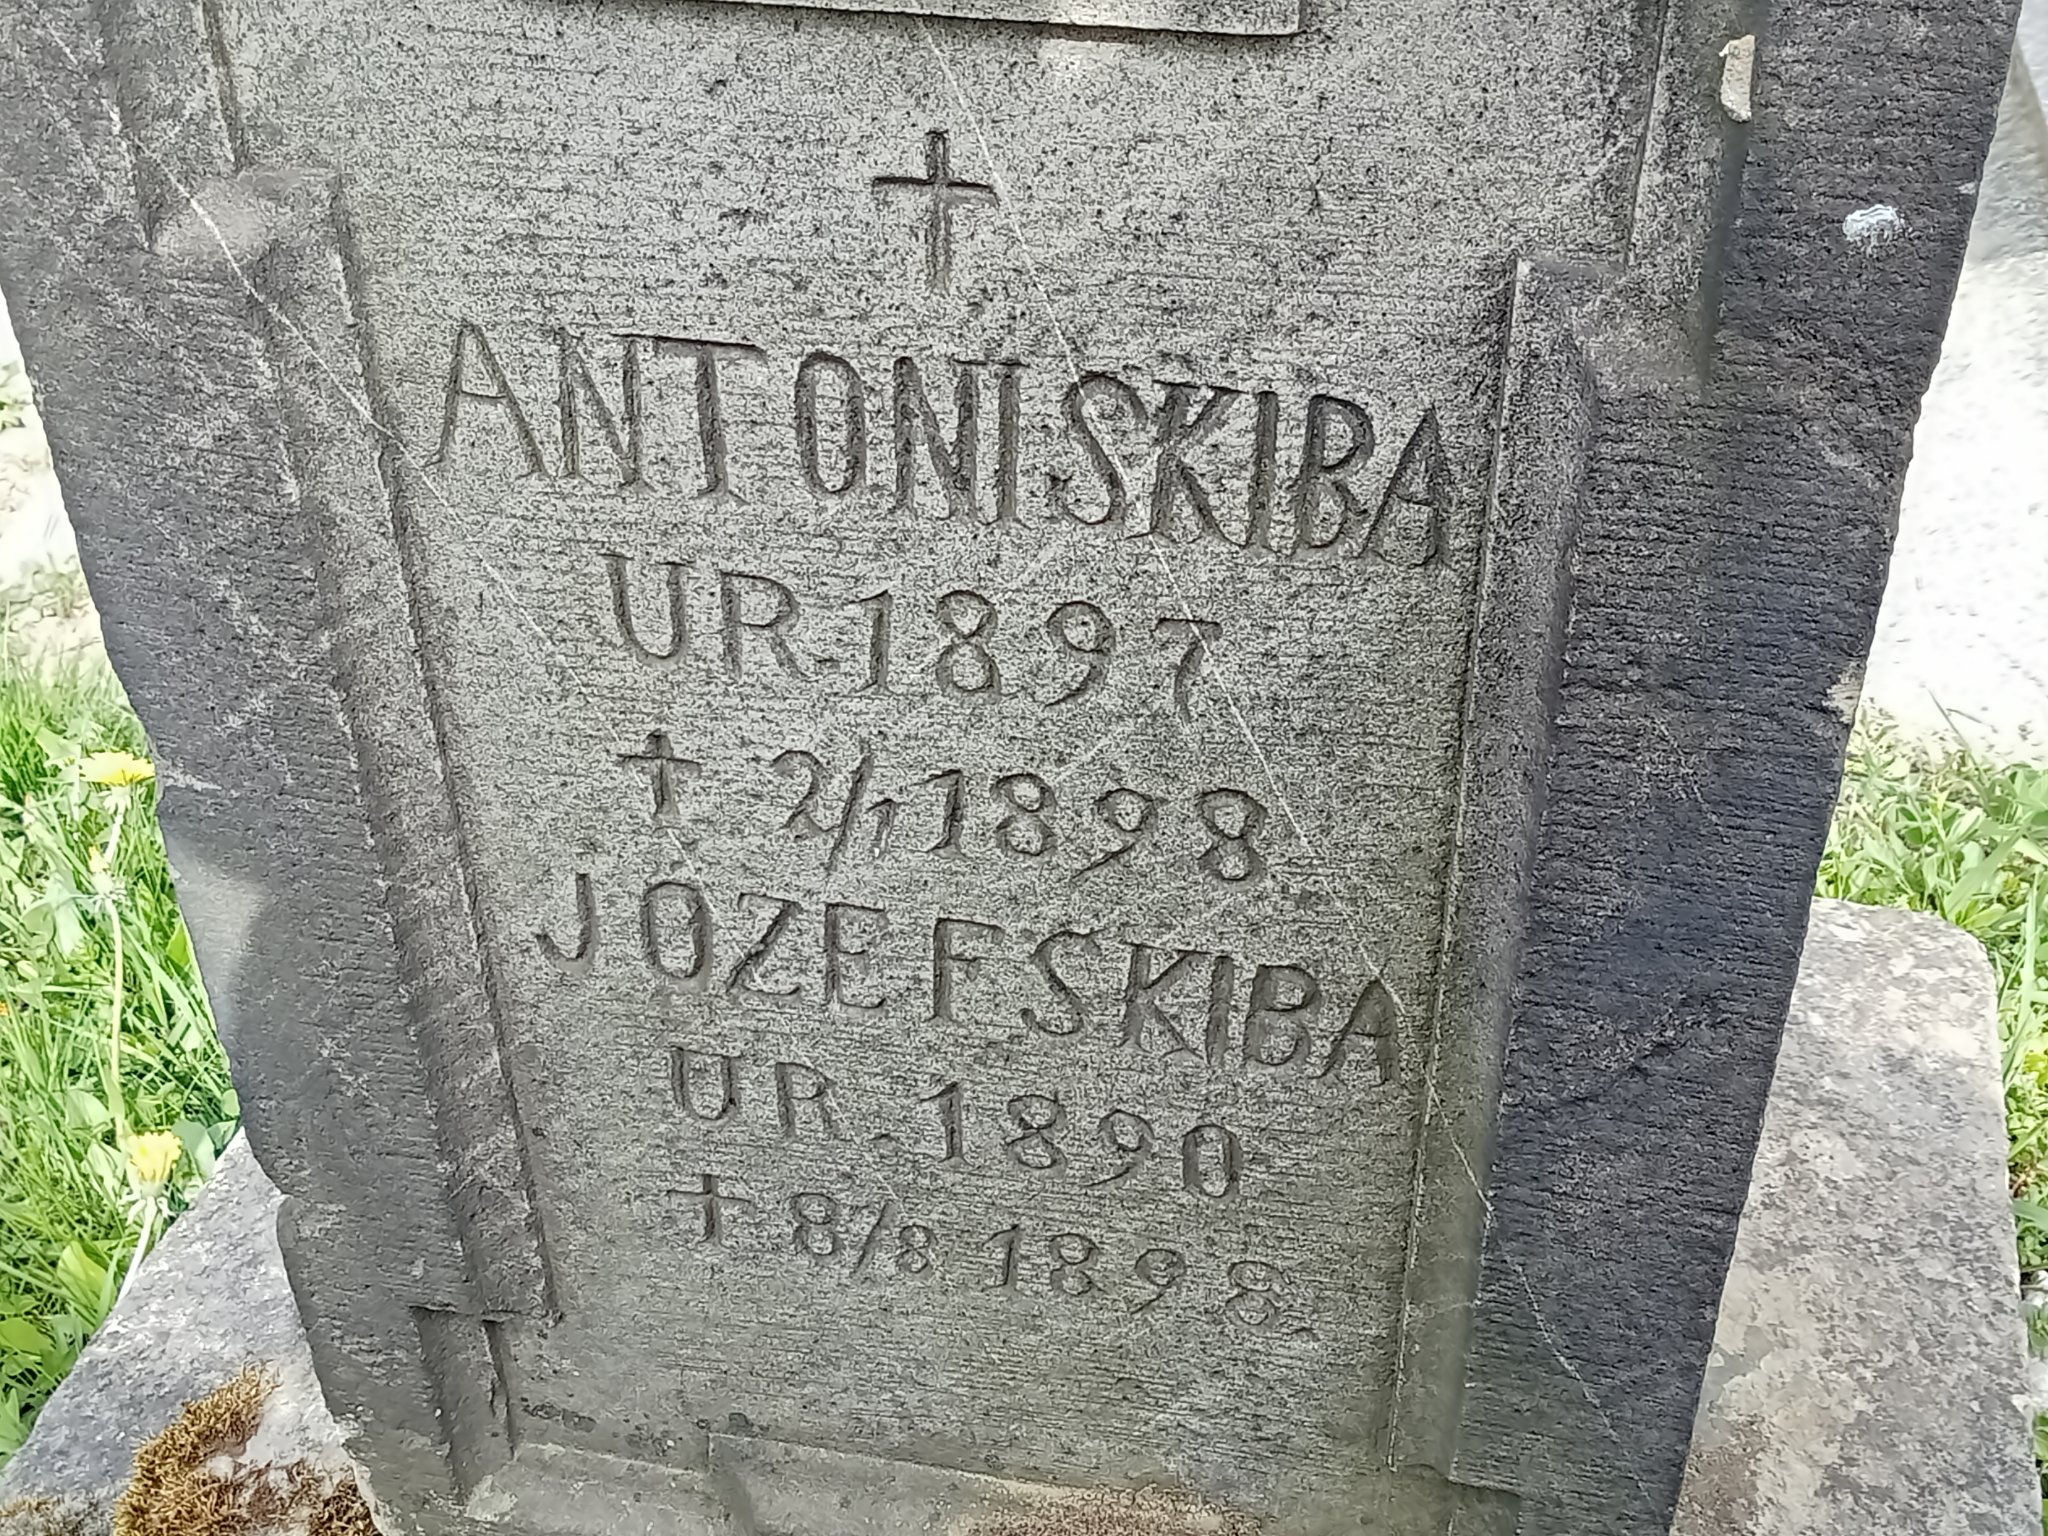 ANTONI SKIBA
UR. 1897
† 2/1 1898
JÓZEF SKIBA
UR. 1890
† 8/8 1898.